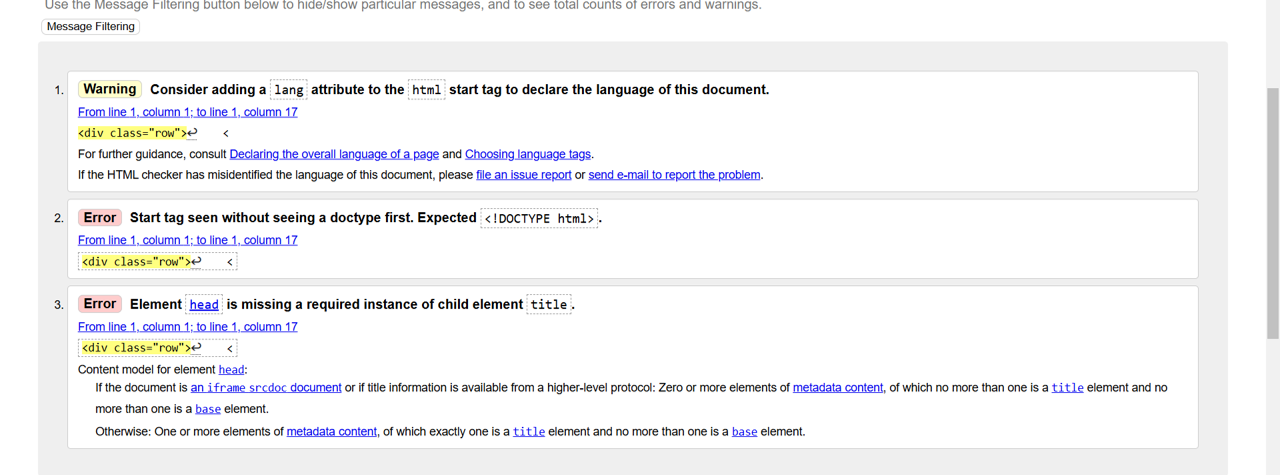 Use the Message Filtering button below to hide/show particular messages, and to see total counts of errors and warnings.
Message Filtering
1. Warning Consider adding a lang attribute to the html start tag to declare the language of this document.
From line 1, column 1; to line 1, column 17
<div class="row">↩ <
For further guidance, consult Declaring the overall language of a page and Choosing language tags.
If the HTML checker has misidentified the language of this document, please file an issue report or send e-mail to report the problem.
2. Error Start tag seen without seeing a doctype first. Expected <!DOCTYPE html>.
From line 1, column 1; to line 1, column 17
<div class="row">↩ <
3. Error Element head is missing a required instance of child element title.
From line 1, column 1; to line 1, column 17
<div class="row">↩ <
Content model for element head:
If the document is an iframe srcdoc document or if title information is available from a higher-level protocol: Zero or more elements of metadata content, of which no more than one is a title element and no
more than one is a base element.
Otherwise: One or more elements of metadata content, of which exactly one is a title element and no more than one is a base element.